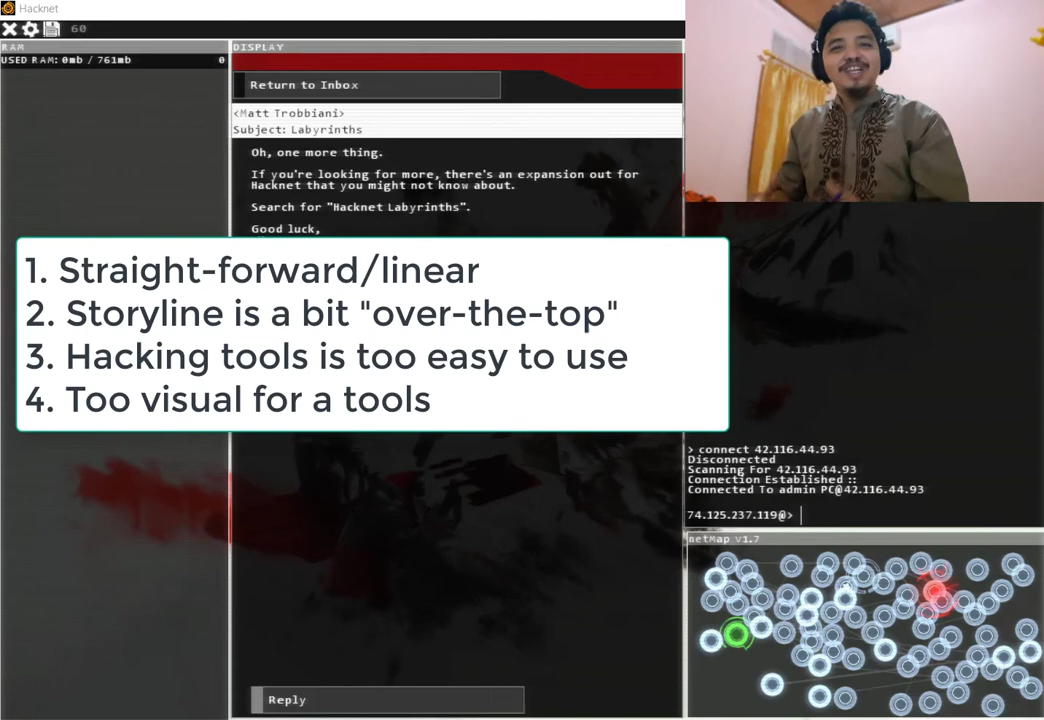 Hacknet
60
RAM
USED RAM: 0mb / 761mb 0
DISPLAY
Return to Inbox
<Matt Trobbiani>
Subject: Labyrinths
Oh, one more thing.
If you're looking for more, there's an expansion out for
Hacknet that you might not know about.
Search for "Hacknet Labyrinths".
Good luck,
1. Straight-forward/linear
2. Storyline is a bit "over-the-top"
3. Hacking tools is too easy to use
4. Too visual for a tools
> connect 42.116.44.93
Disconnected
Scanning For 42.116.44.93
Connection Established ::
Connected To admin PC@42.116.44.93
74.125.237.119@>
netMap v1.7
Reply